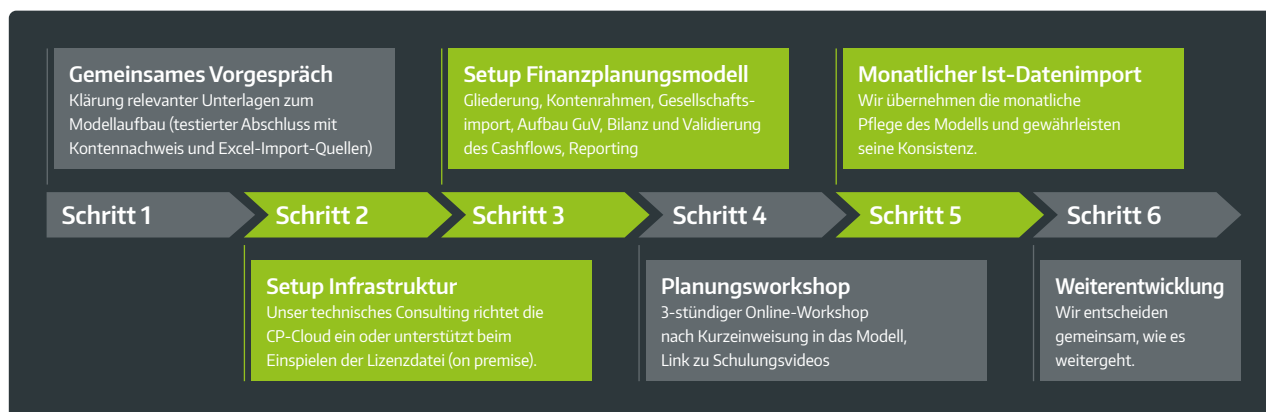 Gemeinsames Vorgespräch
Klärung relevanter Unterlagen zum
Modellaufbau (testierter Abschluss mit
Kontennachweis und Excel-Import-Quellen)
Setup Finanzplanungsmodell
Gliederung, Kontenrahmen, Gesellschafts-
import, Aufbau GuV, Bilanz und Validierung
des Cashflows, Reporting
Monatlicher Ist-Datenimport
Wir übernehmen die monatliche
Pflege des Modells und gewährleisten
seine Konsistenz.
Schritt 1
Schritt 2
Schritt 3
Schritt 4
Schritt 5
Schritt 6
Setup Infrastruktur
Unser technisches Consulting richtet die
CP-Cloud ein oder unterstützt beim
Einspielen der Lizenzdatei (on premise).
Planungsworkshop
3-stündiger Online-Workshop
nach Kurzeinweisung in das Modell,
Link zu Schulungsvideos
Weiterentwicklung
Wir entscheiden
gemeinsam, wie es
weitergeht.